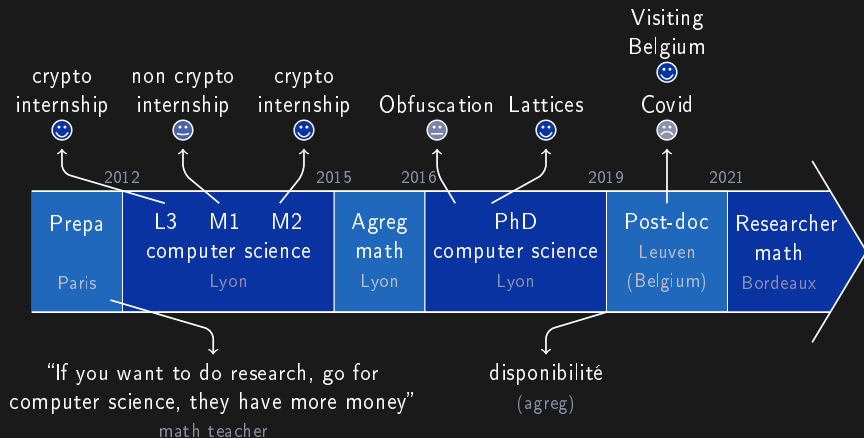 Visiting
Belgium
crypto
internship
non crypto
internship
crypto
internship
Obfuscation
Lattices
Covid
2012
2015
2016
2019
2021
Prepa
Paris
L3 M1 M2
computer science
Lyon
Agreg
math
Lyon
PhD
computer science
Lyon
Post-doc
Leuven
(Belgium)
Researcher
math
Bordeaux
“If you want to do research, go for
computer science, they have more money”
math teacher
disponibilité
(agreg)